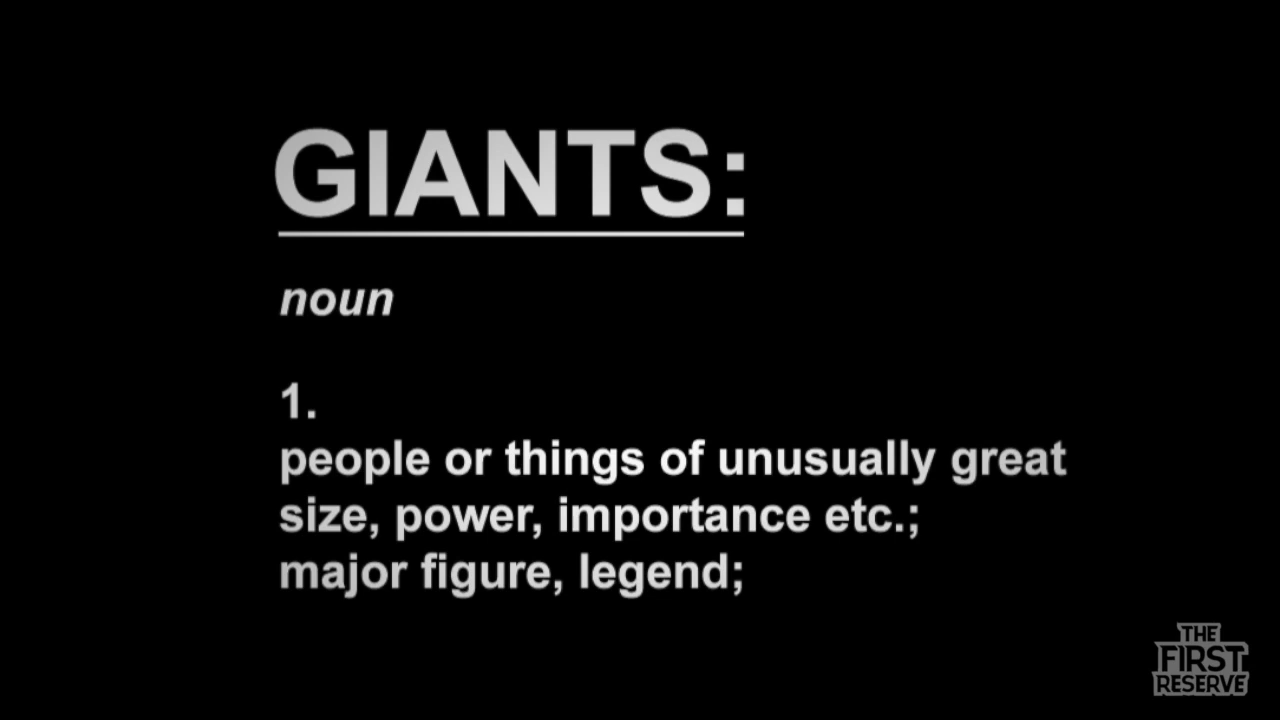 GIANTS:
noun
1.
people or things of unusually great
size, power, importance etc.;
major figure, legend;
THE
FIRST
RESERVE